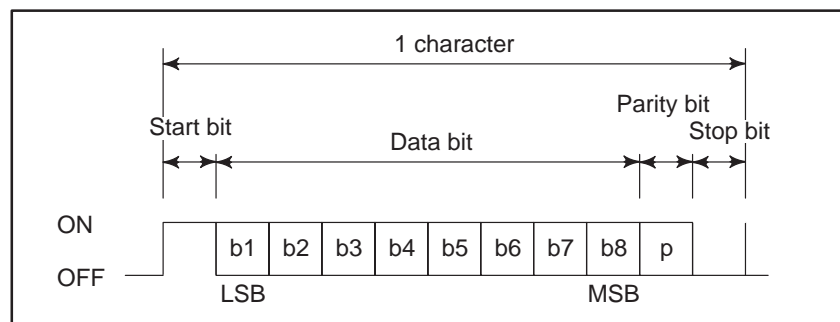 1 character
Parity bit
Start bit
Stop bit
Data bit
ON
b1 b2 b3 b4 b5 b6 b7 b8 p
OFF
LSB MSB